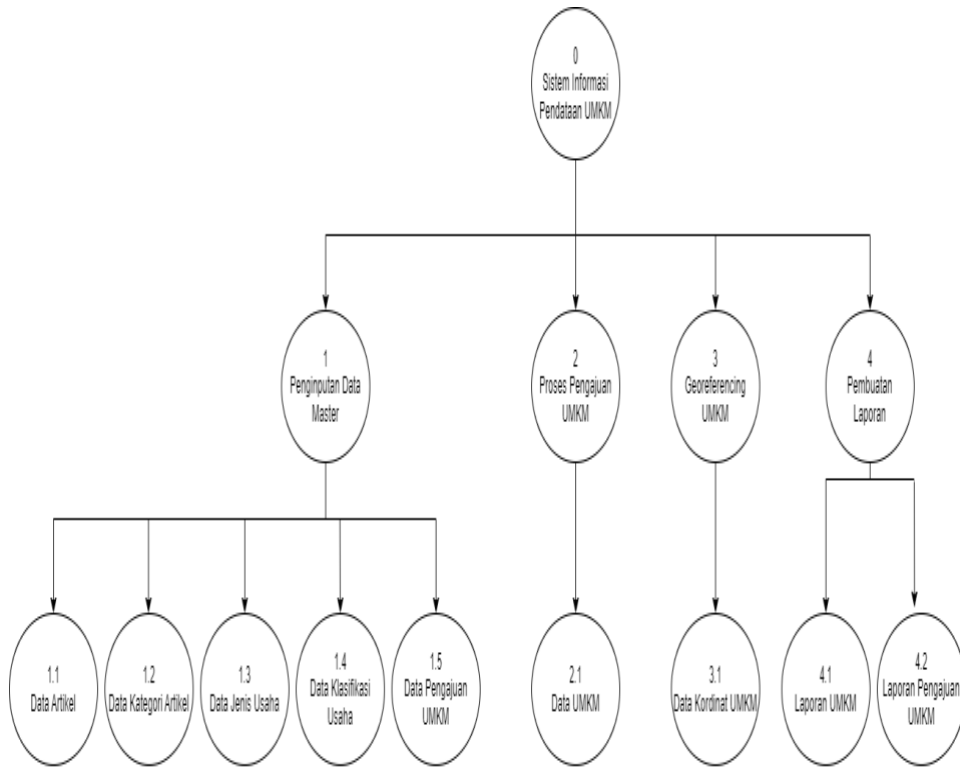 0
Sistem Informasi
Pendataan UMKM
1
Penginputan Data
Master
2
Proses Pengajuan
UMKM
3
Georeferencing
UMKM
4
Pembuatan
Laporan
1.1
Data Artikel
1.2
Data Kategori Artikel
1.3
Data Jenis Usaha
1.4
Data Klasifikasi
Usaha
1.5
Data Pengajuan
UMKM
2.1
Data UMKM
3.1
Data Kordinat UMKM
4.1
Laporan UMKM
4.2
Laporan Pengajuan
UMKM